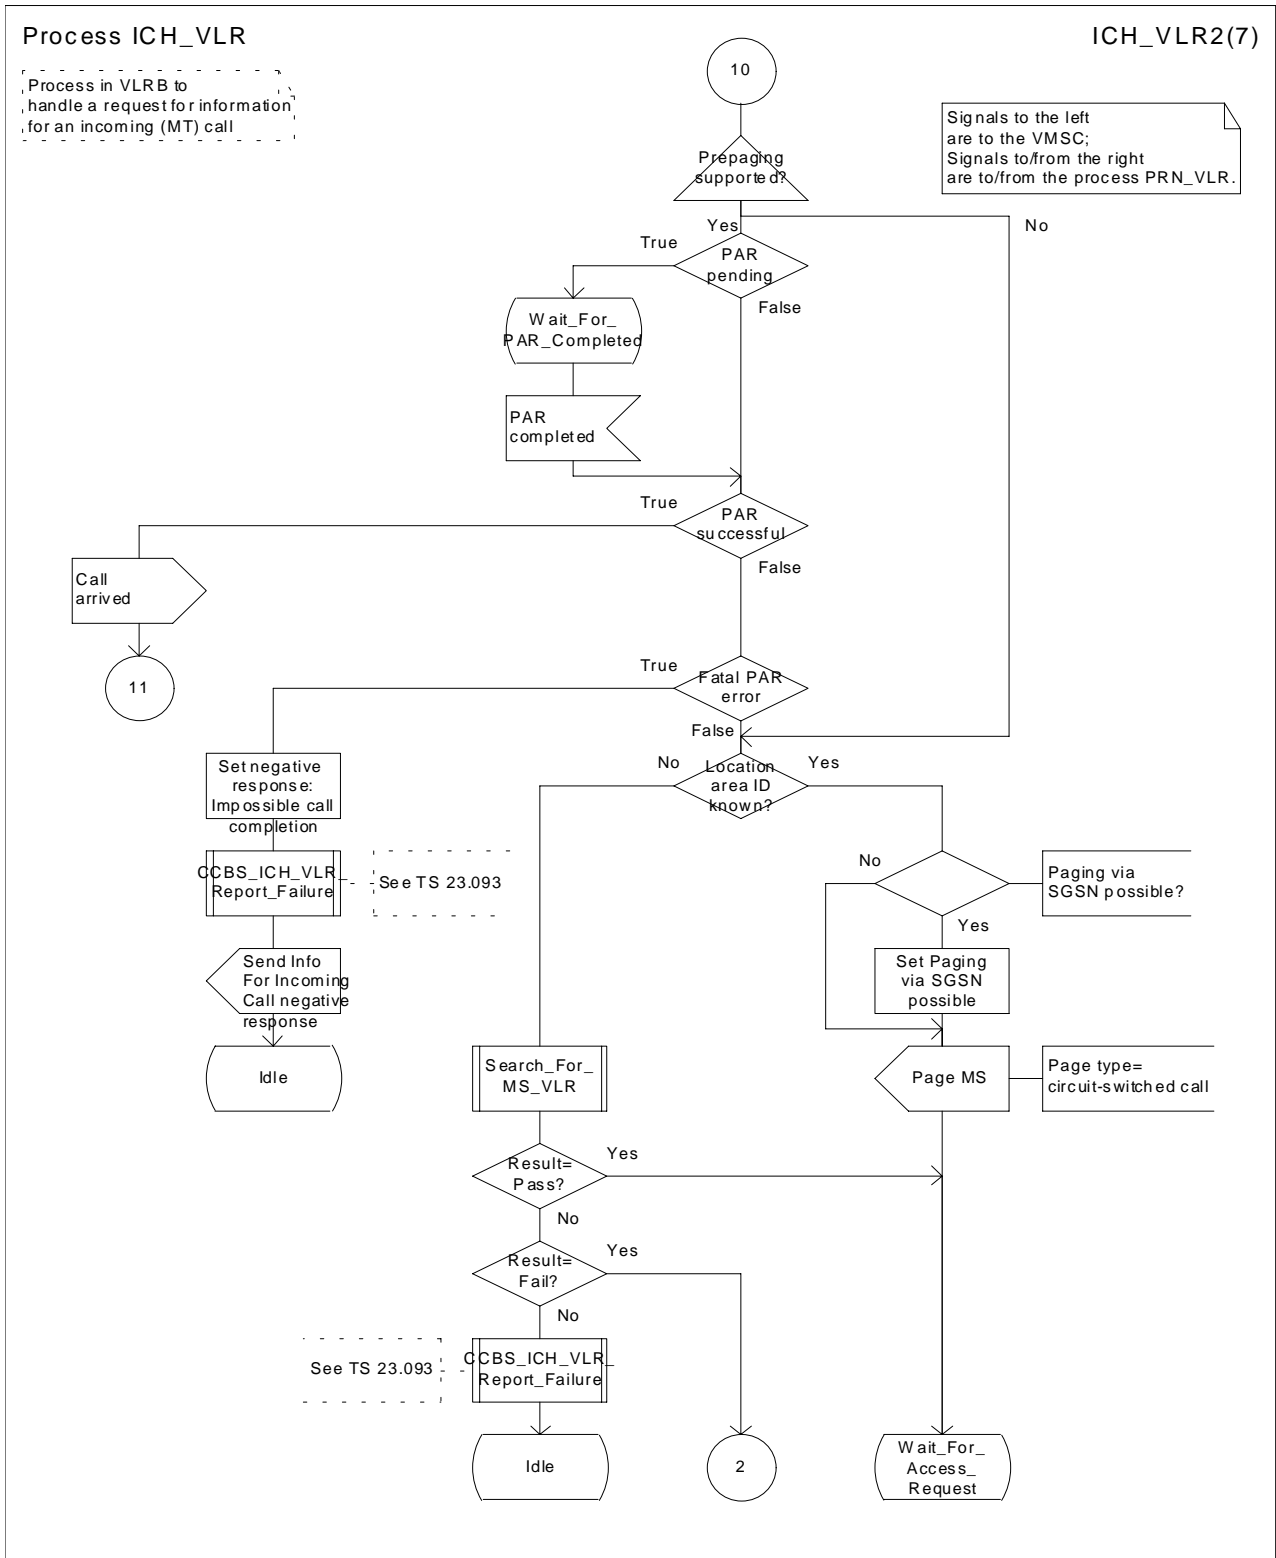 Process ICH_VLR
ICH_VLR2(7)
Process in VLRB to
handle a request for information
for an incoming (MT) call
10
Signals to the left
are to the VMSC;
Signals to/from the right
are to/from the process PRN_VLR.
Prepaging
supported?
Yes
No
True
PAR
pending
False
Wait_For_
PAR_Completed
PAR
completed
True
PAR
successful
False
Call
arrived
11
True
Fatal PAR
error
False
No
Location
area ID
known?
Yes
Set negative
response:
Impossible call
completion
CCBS_ICH_VLR_
Report_Failure
See TS 23.093
No
Paging via
SGSN possible?
Yes
Send Info
For Incoming
Call negative
response
Set Paging
via SGSN
possible
Idle
Search_For_
MS_VLR
Page MS
Page type=
circuit-switched call
Result=
Pass?
Yes
No
Result=
Fail?
Yes
No
See TS 23.093
CCBS_ICH_VLR_
Report_Failure
Idle
2
Wait_For_
Access_
Request